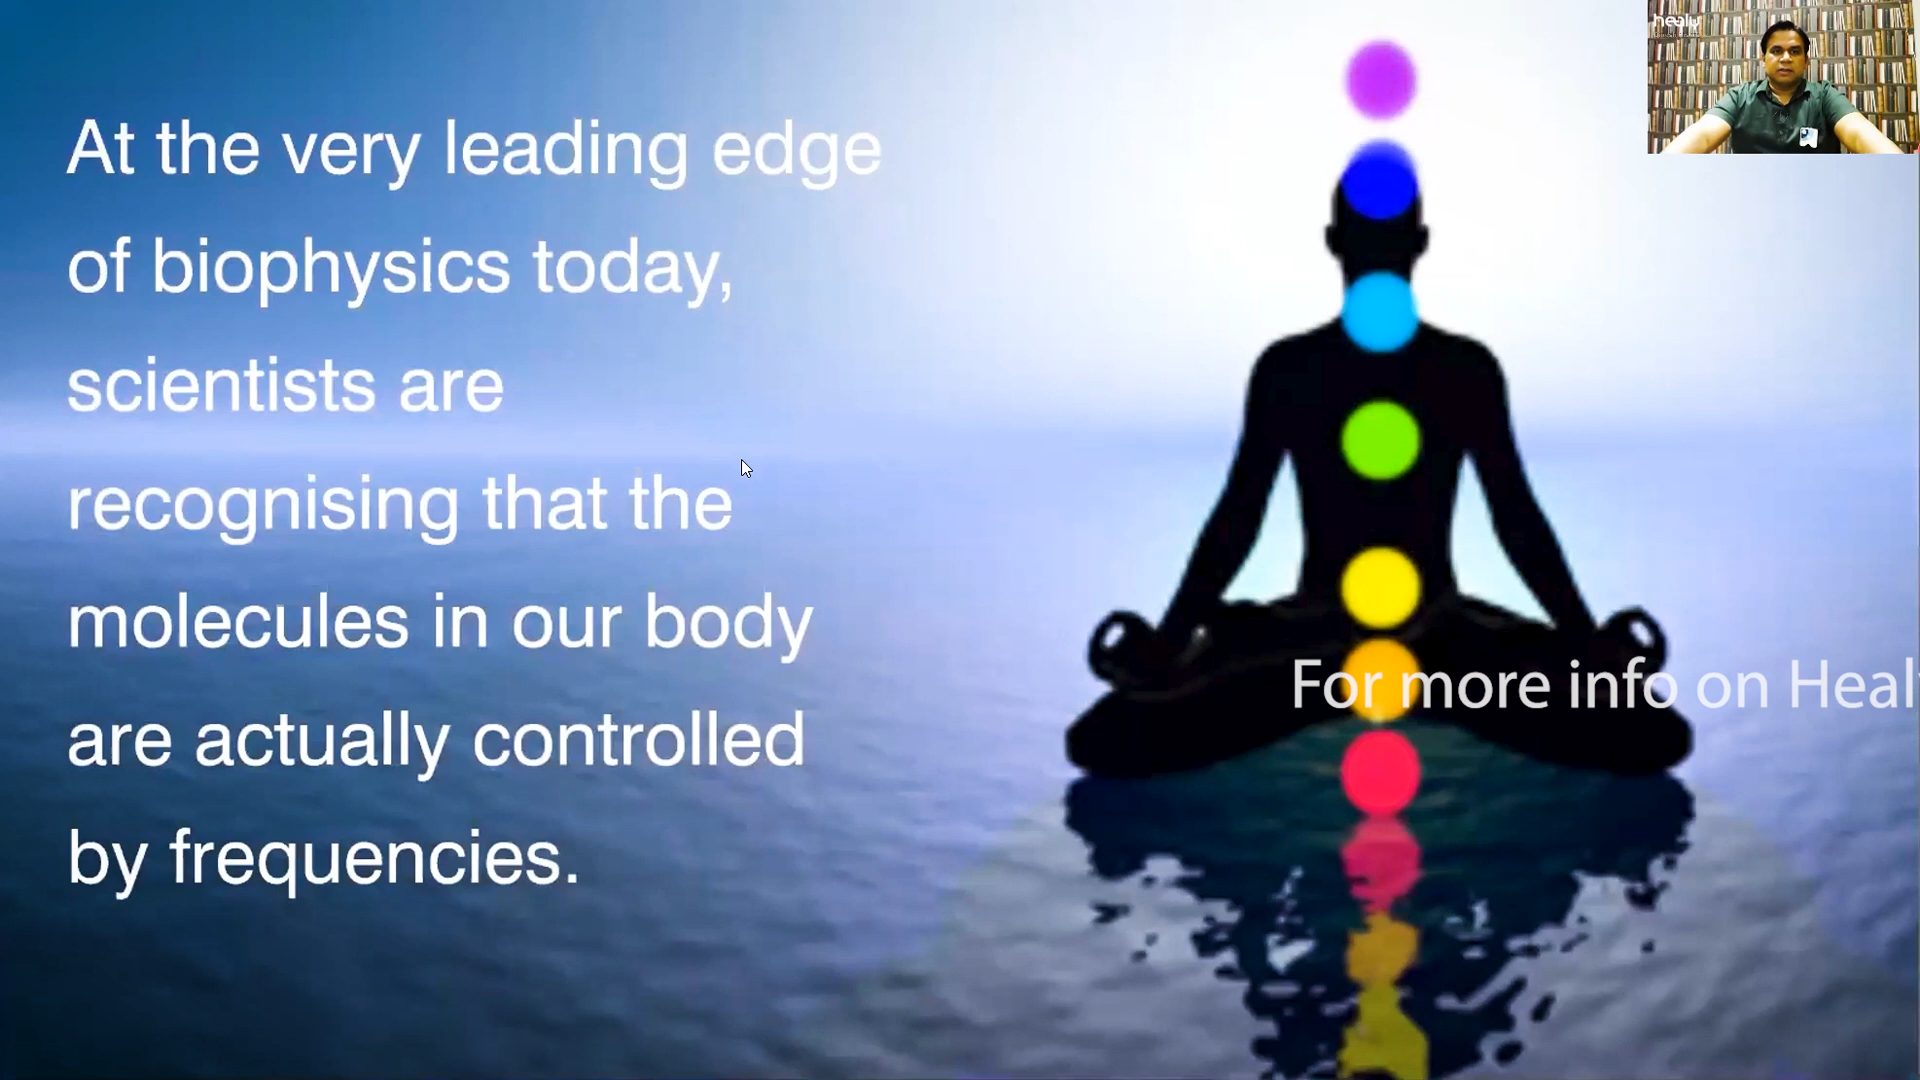 healy
At the very leading edge
of biophysics today,
scientists are
recognising that the
molecules in our body
are actually controlled
by frequencies.
For more info on Healy